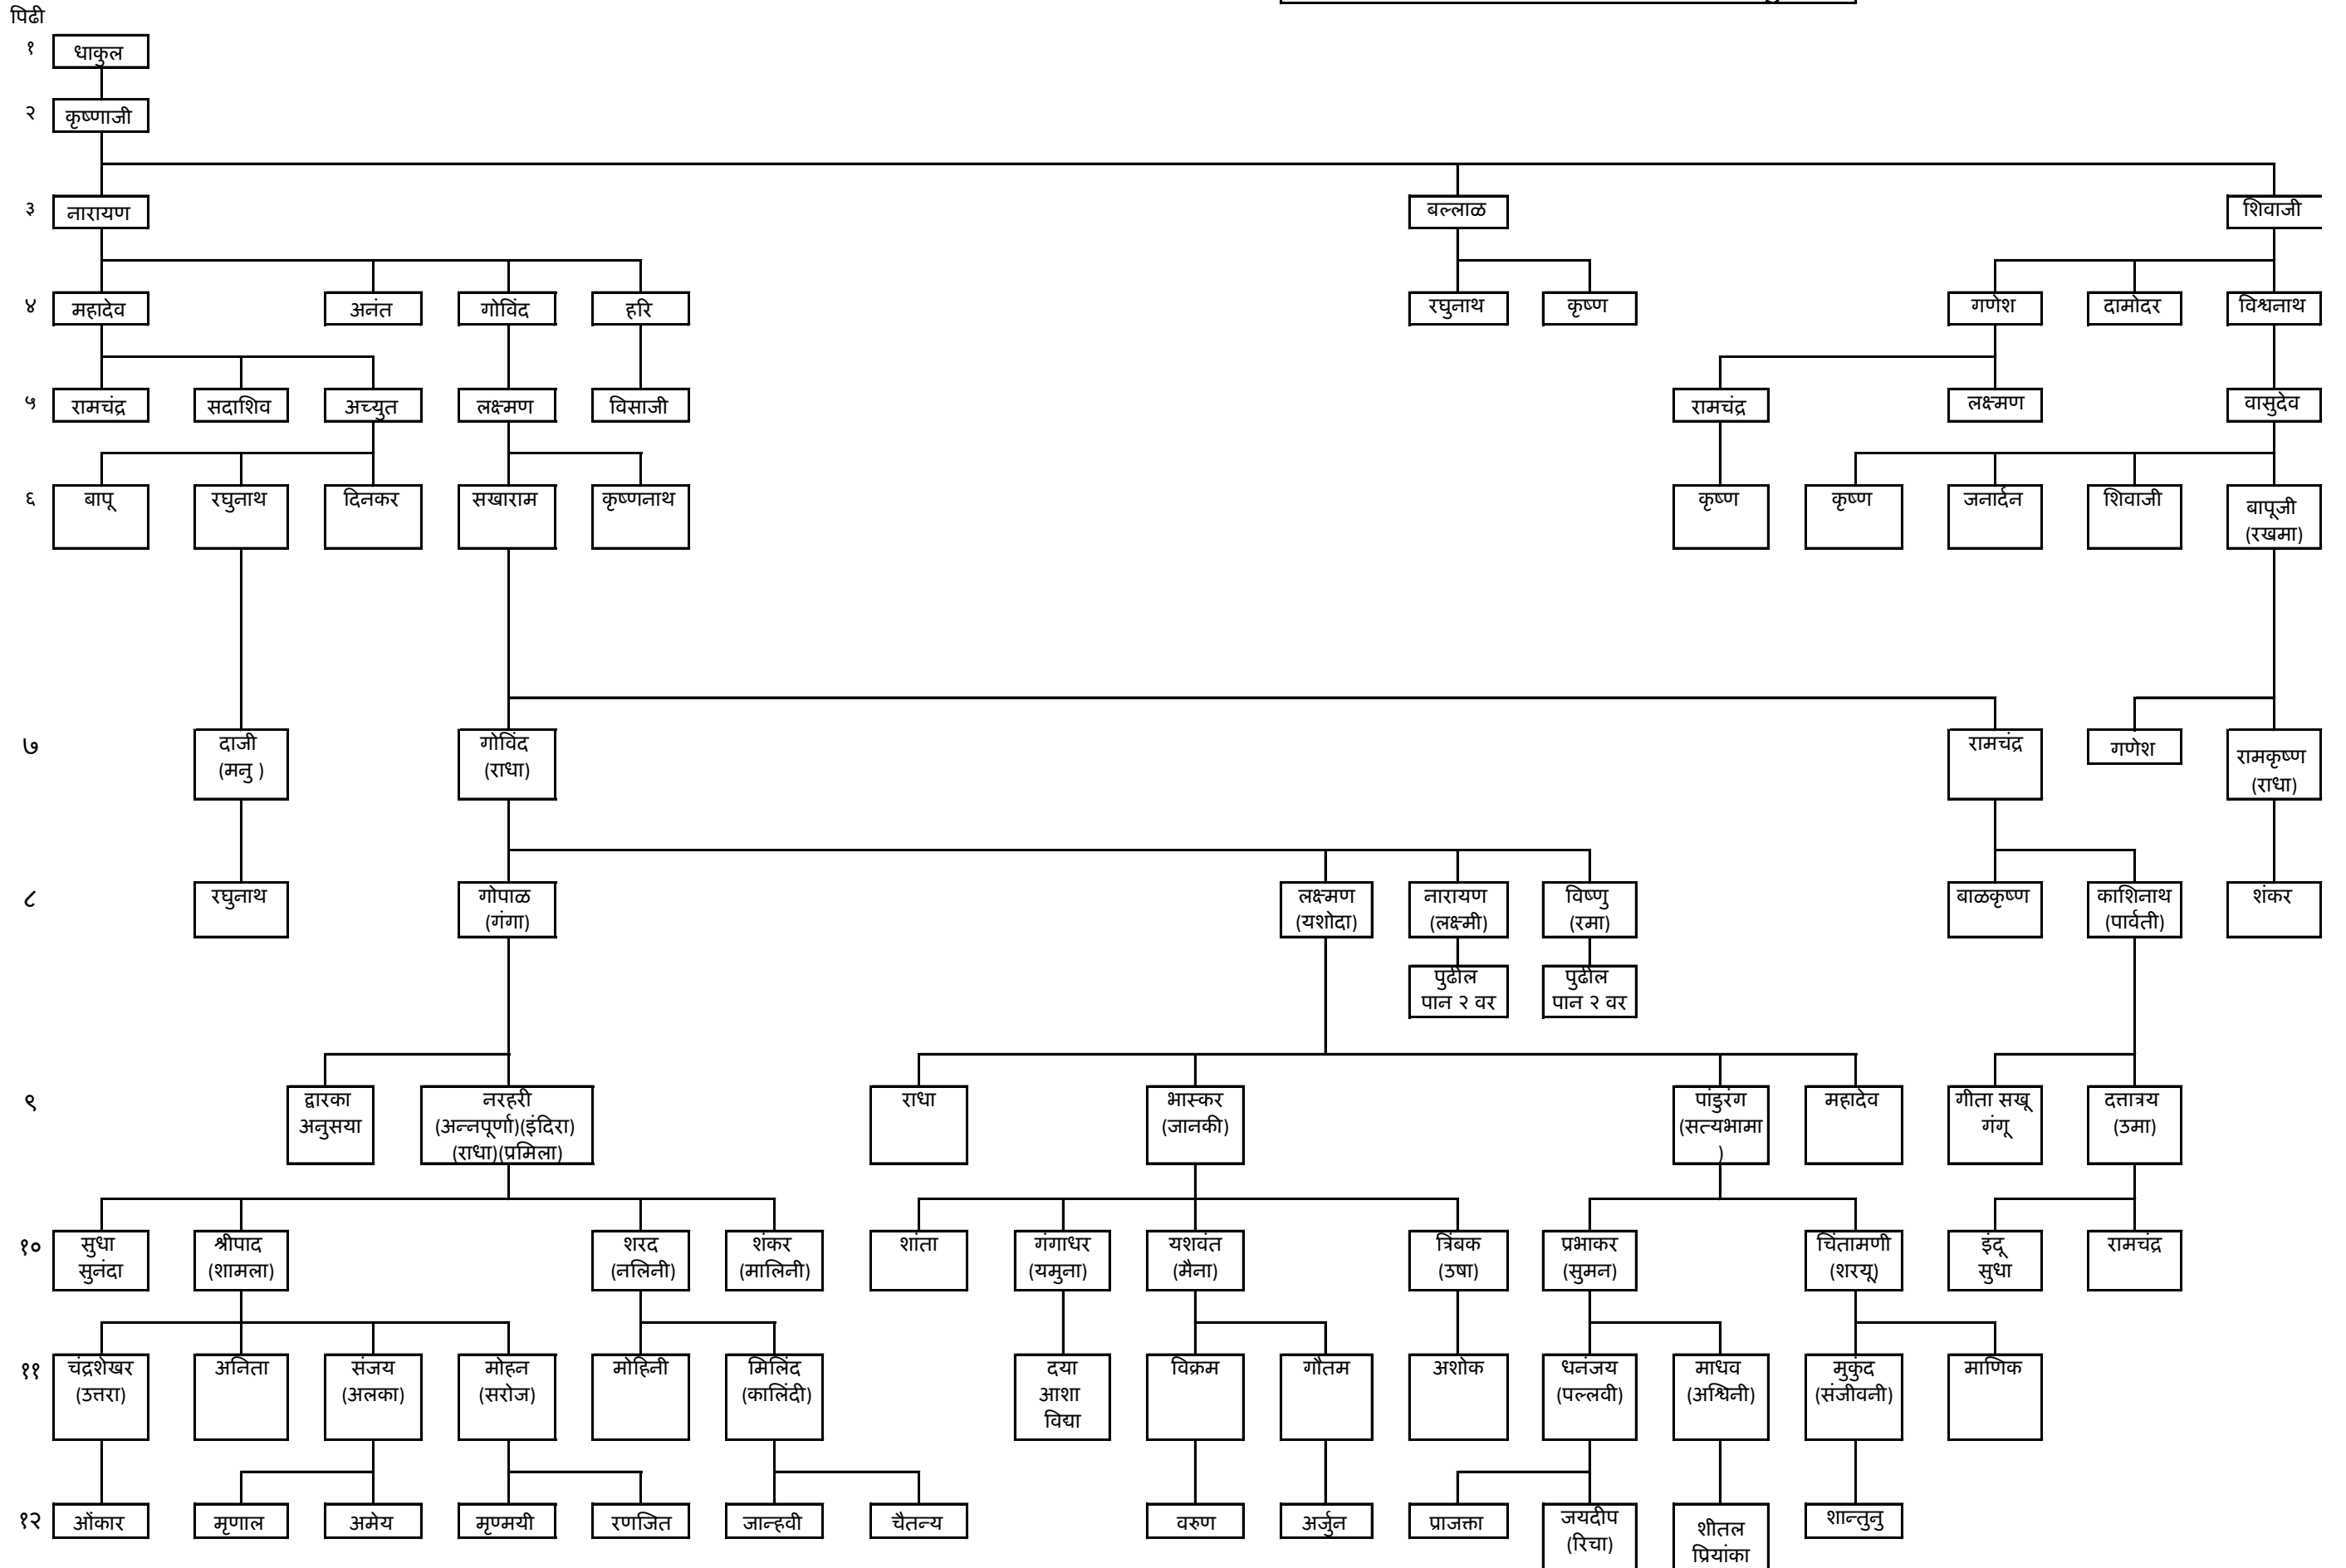 पिढी
१
धाकुल
२
कृष्णाजी
३
नारायण
बल्लाळ
शिवाजी
४
महादेव
अनंत
गोविंद
हरि
रघुनाथ
कृष्ण
गणेश
दामोदर
विश्वनाथ
५
रामचंद्र
सदाशिव
अच्युत
लक्ष्मण
विसाजी
रामचंद्र
लक्ष्मण
वासुदेव
६
बापू
रघुनाथ
दिनकर
सखाराम
कृष्णनाथ
कृष्ण
कृष्ण
जनार्दन
शिवाजी
बापूजी
(रखमा)
७
दाजी
(मनु )
गोविंद
(राधा)
रामचंद्र
गणेश
रामकृष्ण
(राधा)
८
रघुनाथ
गोपाळ
(गंगा)
लक्ष्मण
(यशोदा)
नारायण
(लक्ष्मी)
विष्णु
(रमा)
बाळकृष्ण
काशिनाथ
(पार्वती)
शंकर
पुढील
पान २ वर
पुढील
पान २ वर
९
द्वारका
अनुसया
नरहरी
(अन्नपूर्णा)(इंदिरा)
(राधा)(प्रमिला)
राधा
भास्कर
(जानकी)
पांडुरंग
(सत्यभामा
)
महादेव
गीता सखू
गंगू
दत्तात्रय
(उमा)
१०
सुधा
सुनंदा
श्रीपाद
(शामला)
शरद
(नलिनी)
शंकर
(मालिनी)
शांता
गंगाधर
(यमुना)
यशवंत
(मैना)
त्रिंबक
(उषा)
प्रभाकर
(सुमन)
चिंतामणी
(शरयू)
इंदू
सुधा
रामचंद्र
११
चंद्रशेखर
(उत्तरा)
अनिता
संजय
(अलका)
मोहन
(सरोज)
मोहिनी
मिलिंद
(कालिंदी)
दया
आशा
विद्या
विक्रम
गौतम
अशोक
धनंजय
(पल्लवी)
माधव
(अश्विनी)
मुकुंद
(संजीवनी)
माणिक
१२
ओंकार
मृणाल
अमेय
मृण्मयी
रणजित
जान्हवी
चैतन्य
वरुण
अर्जुन
प्राजक्ता
जयदीप
(रिचा)
शीतल
प्रियांका
शान्तुनु